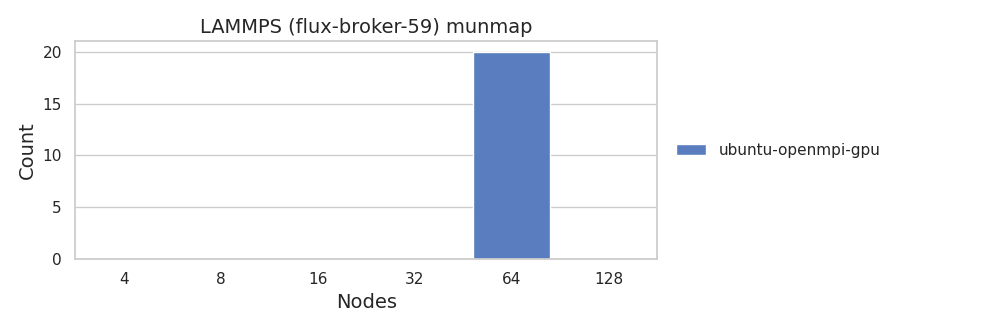 LAMMPS (flux-broker-59) munmap
20
15
10
5
0
Count
4 8 16 32 64 128
Nodes
ubuntu-openmpi-gpu